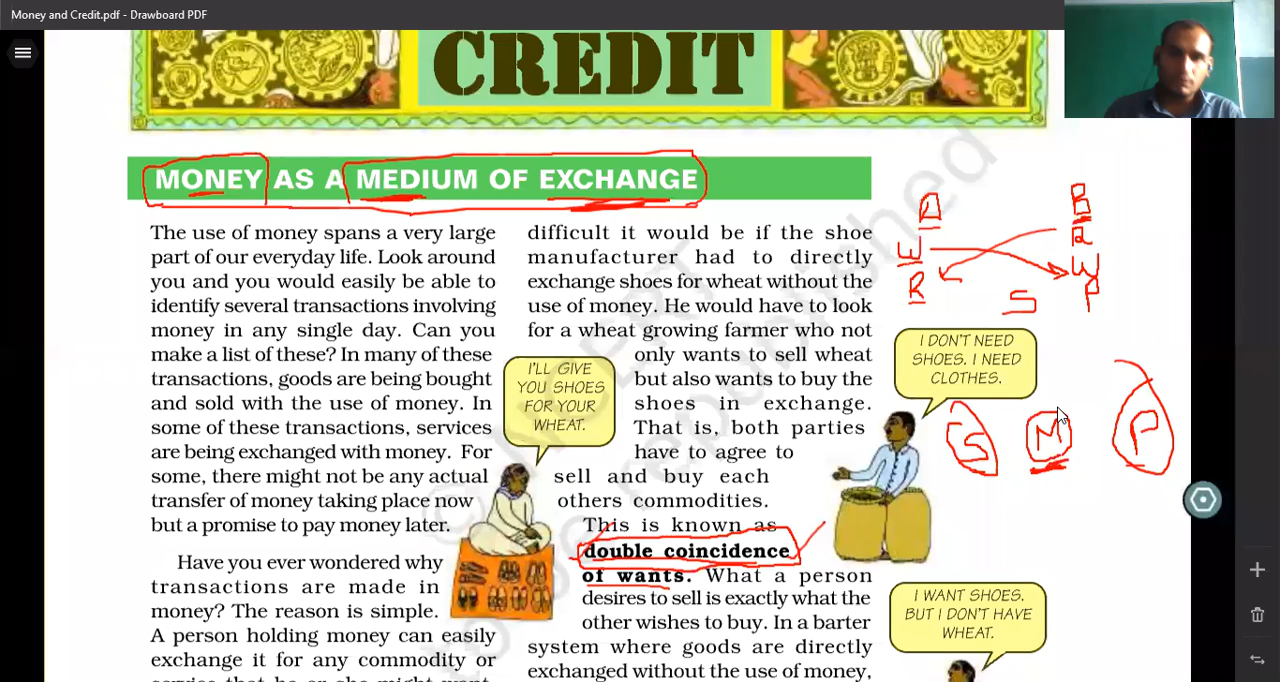 Money and Credit.pdf - Drawboard PDF
CREDIT
MONEY AS A MEDIUM OF EXCHANGE
The use of money spans a very large
part of our everyday life. Look around
you and you would easily be able to
identify several transactions involving
money in any single day. Can you
make a list of these? In many of these
transactions, goods are being bought
and sold with the use of money. In
some of these transactions, services
are being exchanged with money. For
some, there might not be any actual
transfer of money taking place now
but a promise to pay money later.
Have you ever wondered why
transactions are made in
money? The reason is simple.
A person holding money can easily
exchange it for any commodity or
service that he or she might want.
difficult it would be if the shoe
manufacturer had to directly
exchange shoes for wheat without the
use of money. He would have to look
for a wheat growing farmer who not
only wants to sell wheat
but also wants to buy the
shoes in exchange.
That is, both parties
have to agree to
sell and buy each
others commodities.
This is known as
double coincidence
of wants. What a person
desires to sell is exactly what the
other wishes to buy. In a barter
system where goods are directly
exchanged without the use of money,
I'LL GIVE
YOU SHOES
FOR YOUR
WHEAT.
B
W
R
R
W
P
S
I DON'T NEED
SHOES. I NEED
CLOTHES.
S M P
I WANT SHOES.
BUT I DON'T HAVE
WHEAT.
© NCERT
republished